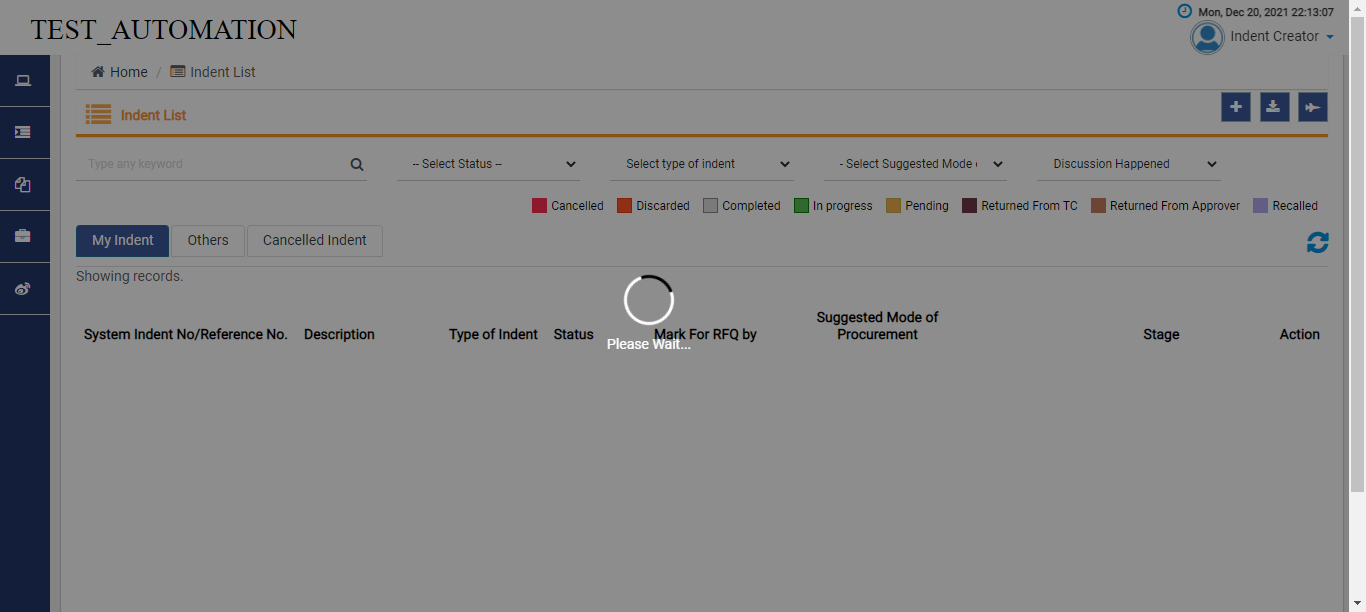 Mon, Dec 20, 2021 22:13:07
TEST_AUTOMATION
Indent Creator
Home / Indent List
Indent List
Type any keyword
-- Select Status --
Select type of indent
- Select Suggested Mode
Discussion Happened
Cancelled Discarded Completed In progress Pending Returned From TC Returned From Approver Recalled
My Indent Others Cancelled Indent
Showing records.
System Indent No/Reference No. Description Type of Indent Status Mark For RFQ by Suggested Mode of Procurement Stage Action
Please Wait...